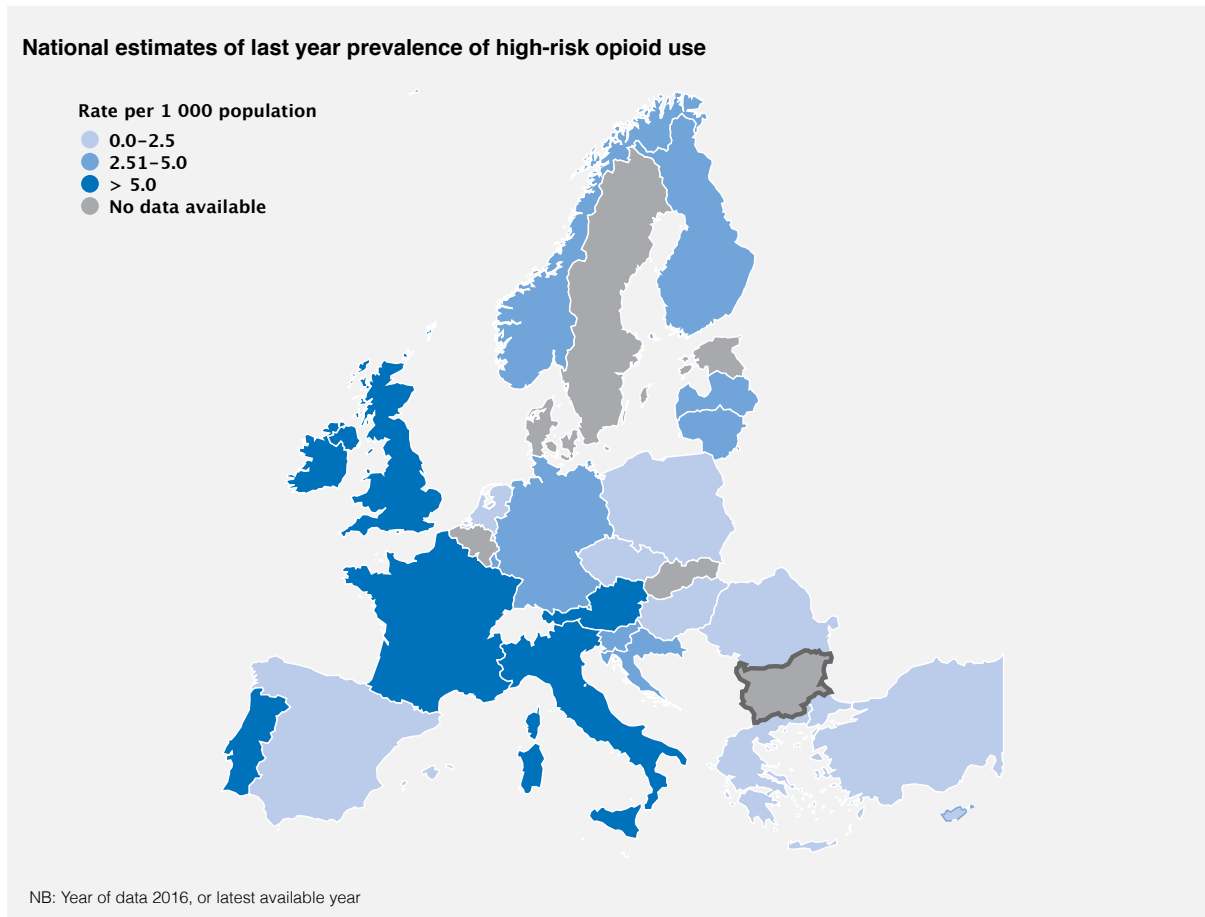 National estimates of last year prevalence of high-risk opioid use
Rate per 1 000 population
0.0–2.5
2.51–5.0
> 5.0
No data available
NB: Year of data 2016, or latest available year